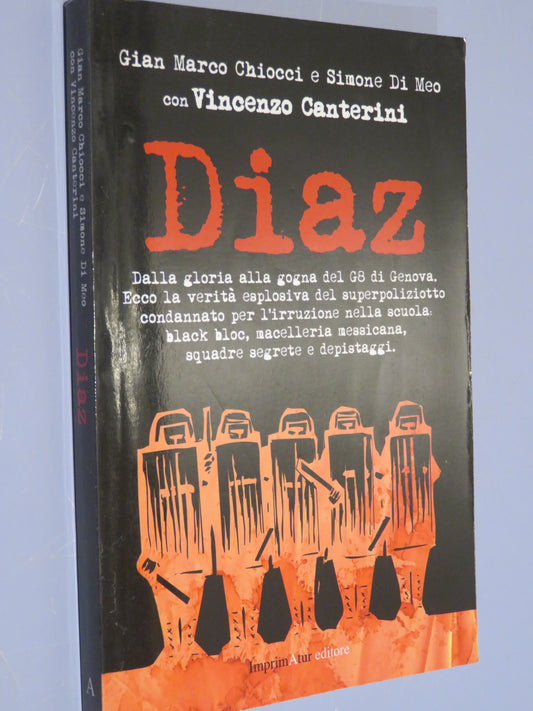 Gian Marco Chiocci e Simone Di Meo
con Vincenzo Canterini
Diaz
Dalla gloria alla gogna del G8 di Genova.
Ecco la verità esplosiva del superpoliziotto
condannato per l'irruzione nella scuola:
black bloc, macelleria messicana,
squadre segrete e depistaggi.
ImprimAtur editore
Gian Marco Chiocci e Simone Di Meo
con Vincenzo Canterini
Diaz
A